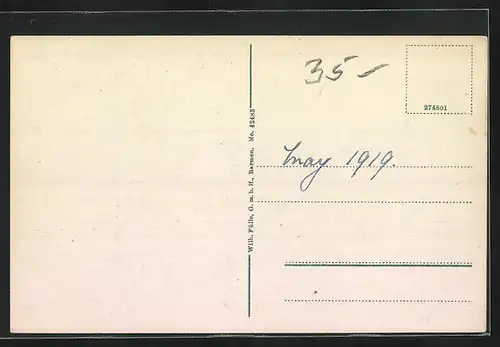 35-
274801
May 1919.
Wilh. Fülle, G. m. b. H., Barmen. No. 42483